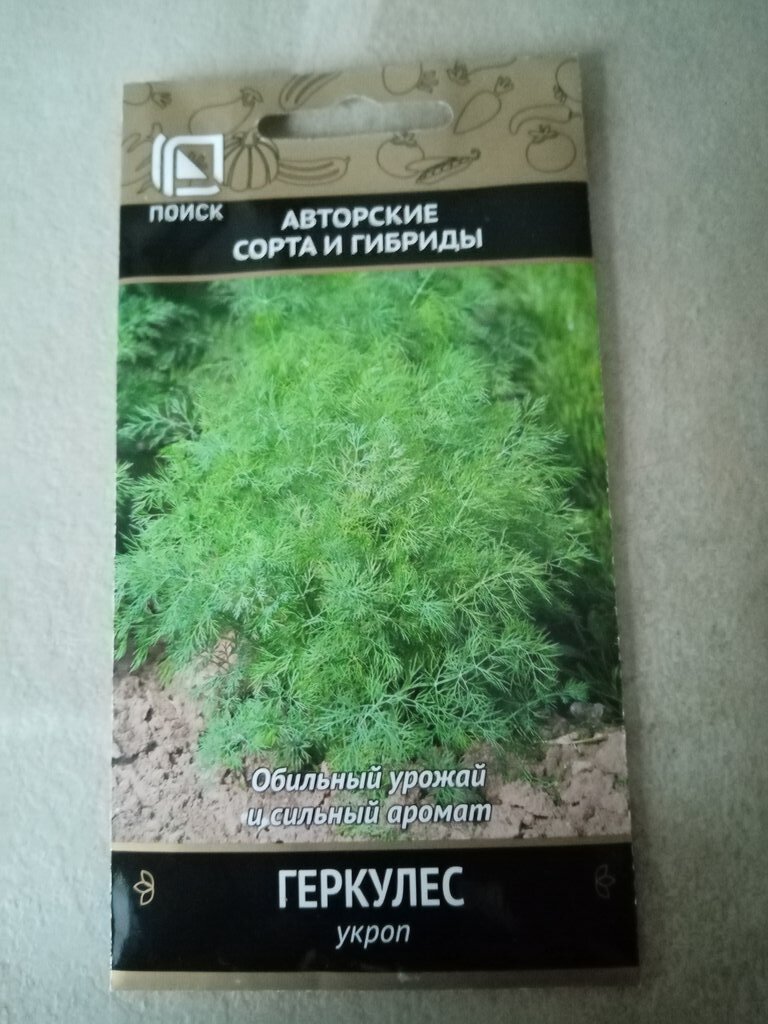 ПОИСК
АВТОРСКИЕ
СОРТА И ГИБРИДЫ
Обильный урожай
и сильный аромат
ГЕРКУЛЕС
укроп